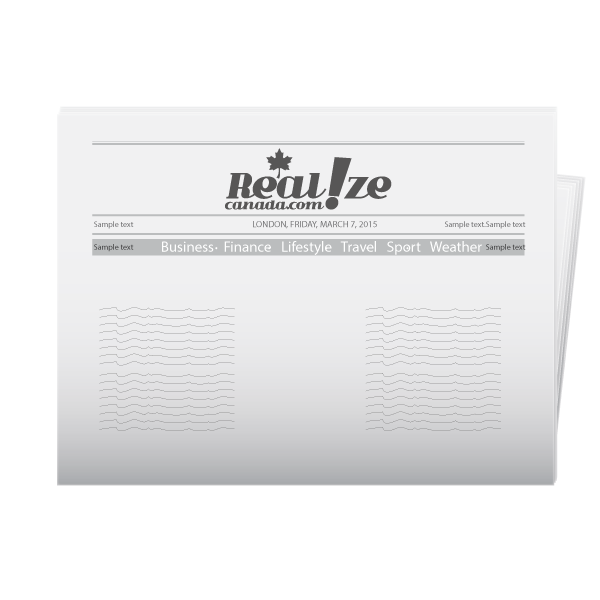 Real!ze
canada.com
Sample text LONDON, FRIDAY, MARCH 7, 2015 Sample text.Sample text
Sample text Business· Finance Lifestyle Travel Sport Weather Sample text